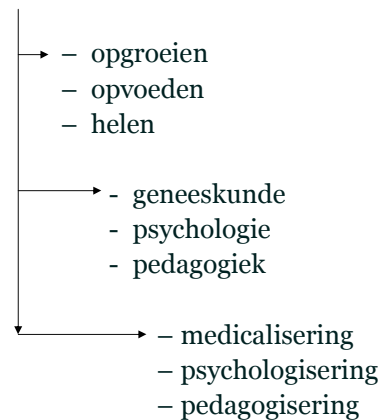 – opgroeien
– opvoeden
– helen
- geneeskunde
- psychologie
- pedagogiek
– medicalisering
– psychologisering
– pedagogisering